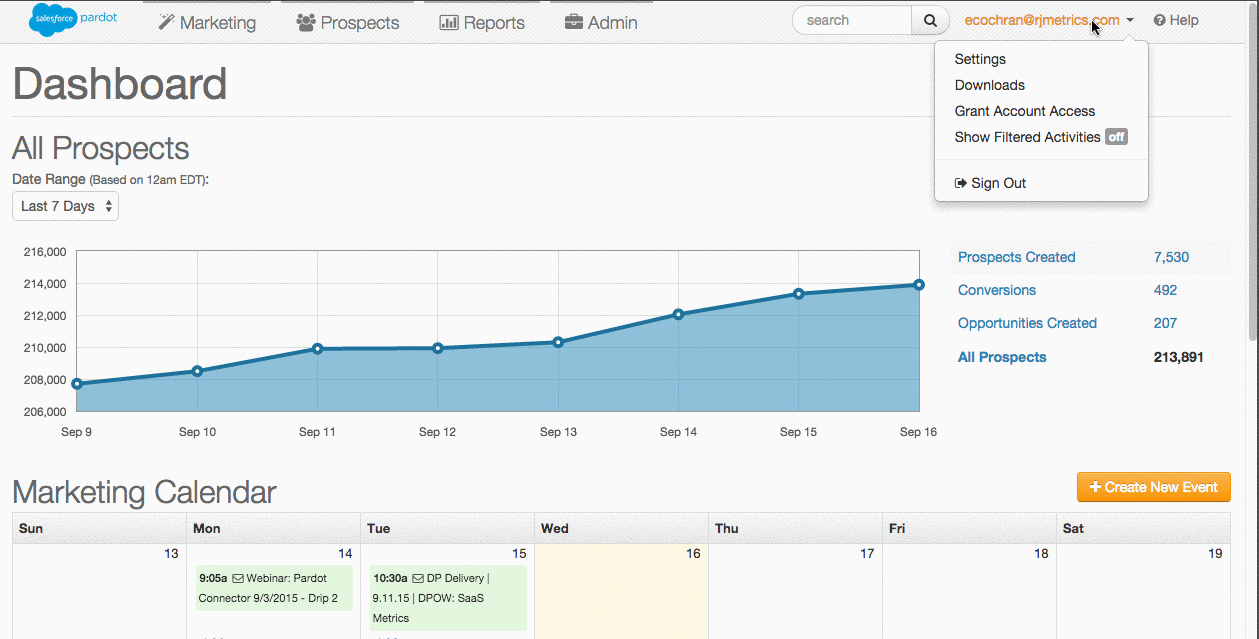 salesforce pardot
Marketing Prospects Reports Admin search ecochran@rjmetrics.com Help
Settings
Downloads
Grant Account Access
Show Filtered Activities off
Sign Out
Dashboard
All Prospects
Date Range (Based on 12am EDT):
Last 7 Days
216,000
214,000
212,000
210,000
208,000
206,000
Sep 9 Sep 10 Sep 11 Sep 12 Sep 13 Sep 14 Sep 15 Sep 16
Prospects Created 7,530
Conversions 492
Opportunities Created 207
All Prospects 213,891
Marketing Calendar
+ Create New Event
Sun Mon Tue Wed Thu Fri Sat
13 14 15 16 17 18 19
9:05a Webinar: Pardot
Connector 9/3/2015 - Drip 2
10:30a DP Delivery |
9.11.15 | DPOW: SaaS
Metrics